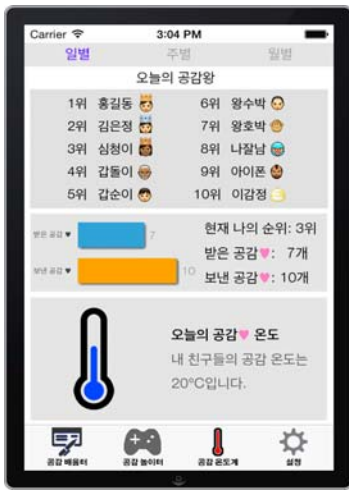 Carrier 3:04 PM
일별 주별 월별
오늘의 공감왕
1위 홍길동 6위 왕수박
2위 김은정 7위 왕호박
3위 심청이 8위 나잘남
4위 갑돌이 9위 아이폰
5위 갑순이 10위 이감정
현재 나의 순위: 3위
받은 공감 ♥ 7 받은 공감♥: 7개
보낸 공감 ♥ 10 보낸 공감♥: 10개
오늘의 공감♥ 온도
내 친구들의 공감 온도는
20°C입니다.
공감 배움터 공감 놀이터 공감 온도계 설정